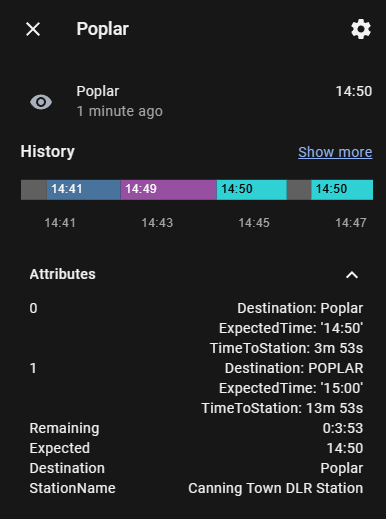 Poplar
Poplar 14:50
1 minute ago
History Show more
14:41 14:49 14:50 14:50
14:41 14:43 14:45 14:47
Attributes
0 Destination: Poplar
ExpectedTime: '14:50'
TimeToStation: 3m 53s
1 Destination: POPLAR
ExpectedTime: '15:00'
TimeToStation: 13m 53s
Remaining 0:3:53
Expected 14:50
Destination Poplar
StationName Canning Town DLR Station